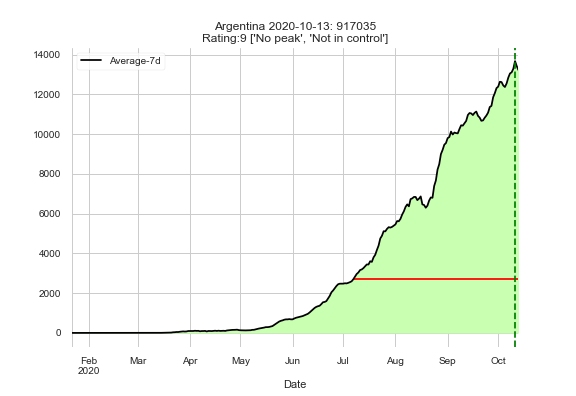 Argentina 2020-10-13: 917035
Rating:9 ['No peak', 'Not in control']
Average-7d
14000
12000
10000
8000
6000
4000
2000
0
Feb Mar Apr May Jun Jul Aug Sep Oct
2020
Date